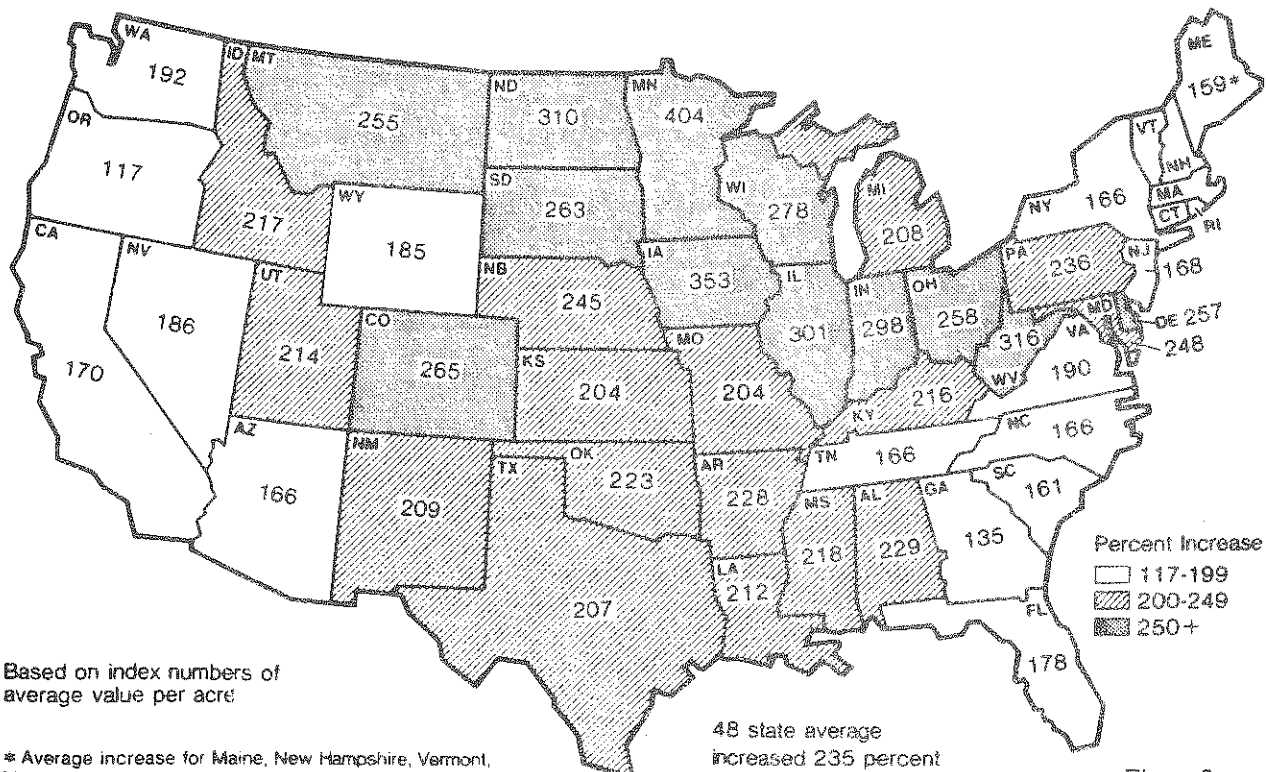 WA
192
ID
MT
255
ND
310
MN
404
ME
159*
OR
117
217
WY
185
SD
263
WI
278
MI
208
VT
NH
NY
166
MA
CT
RI
CA
170
NV
186
UT
214
NB
245
IA
353
IL
301
IN
298
OH
258
PA
236
NJ
168
MD
DE 257
248
CO
265
KS
204
MO
204
WV
316
VA
190
KY
216
AZ
166
NM
209
TX
207
OK
223
AR
228
TN
166
NC
166
SC
161
MS
218
AL
229
GA
135
LA
212
FL
178
Percent Increase
117-199
200-249
250+
Based on index numbers of
average value per acre
* Average increase for Maine, New Hampshire, Vermont,
48 state average
increased 235 percent